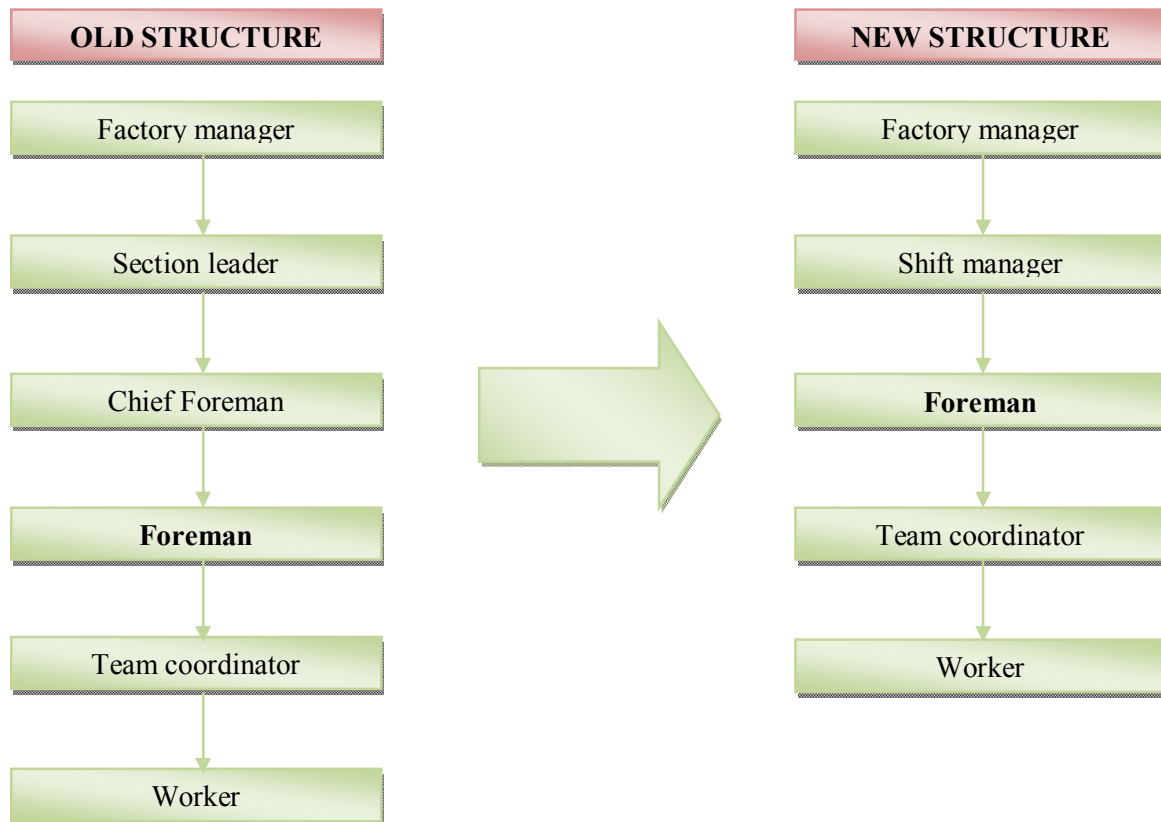 OLD STRUCTURE
Factory manager
Section leader
Chief Foreman
Foreman
Team coordinator
Worker
NEW STRUCTURE
Factory manager
Shift manager
Foreman
Team coordinator
Worker